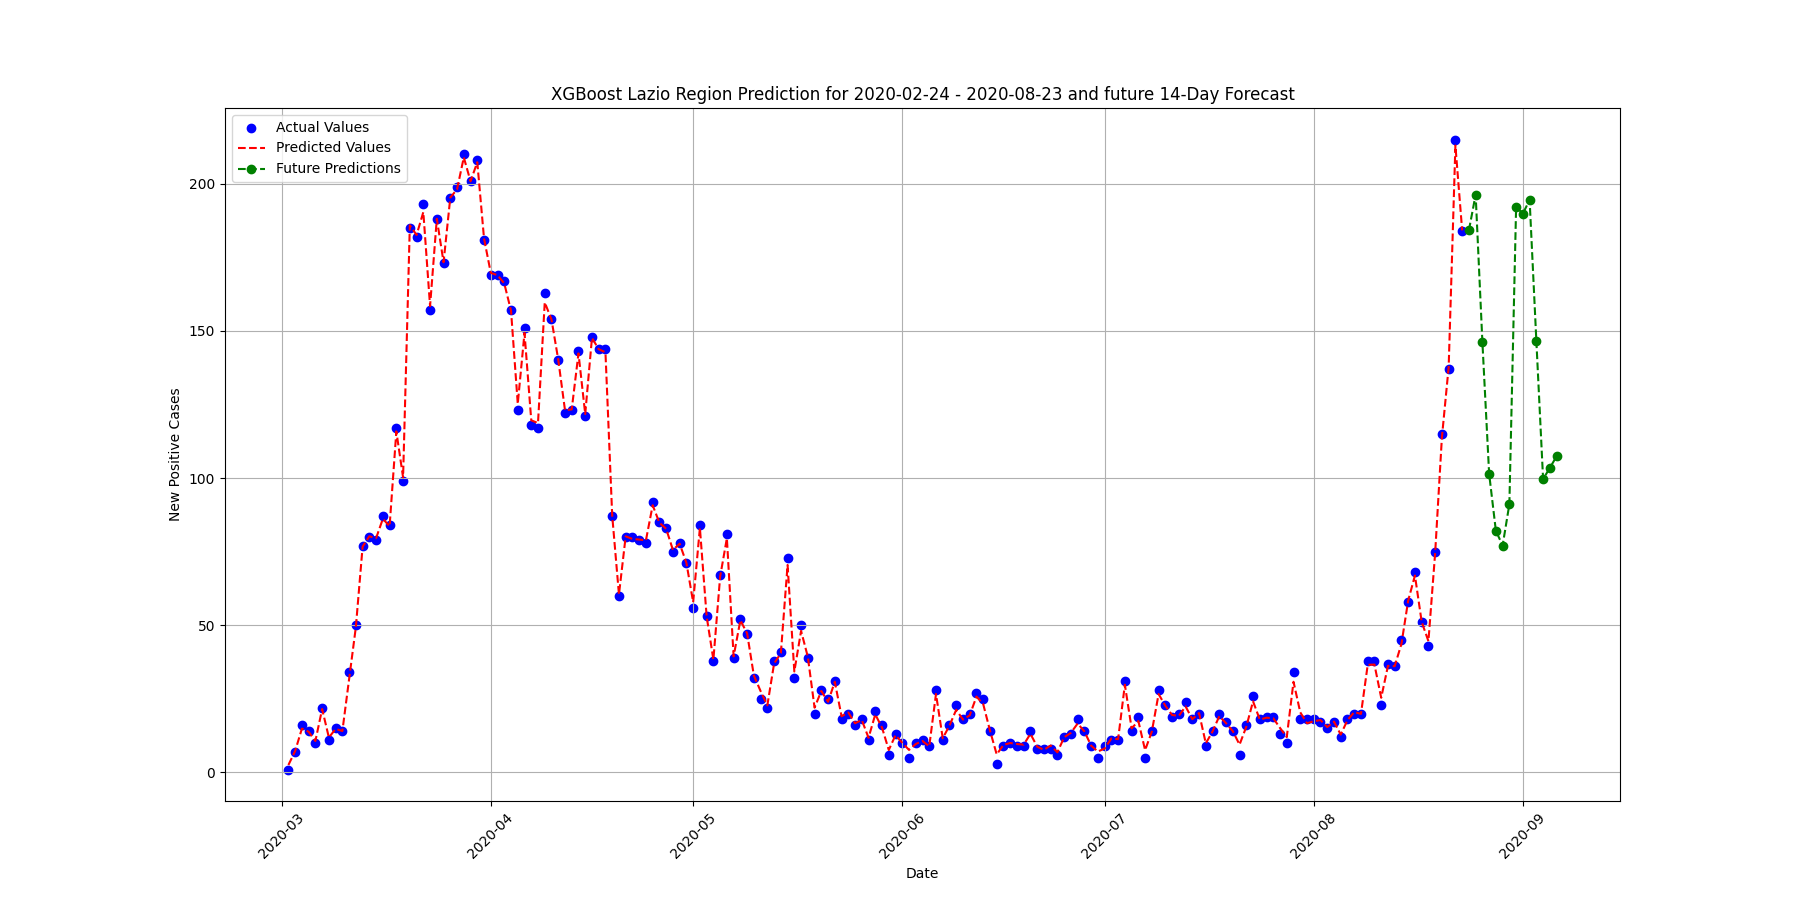 XGBoost Lazio Region Prediction for 2020-02-24 - 2020-08-23 and future 14-Day Forecast
Actual Values
Predicted Values
Future Predictions
New Positive Cases
200
150
100
50
0
2020-03
2020-04
2020-05
2020-06
2020-07
2020-08
2020-09
Date